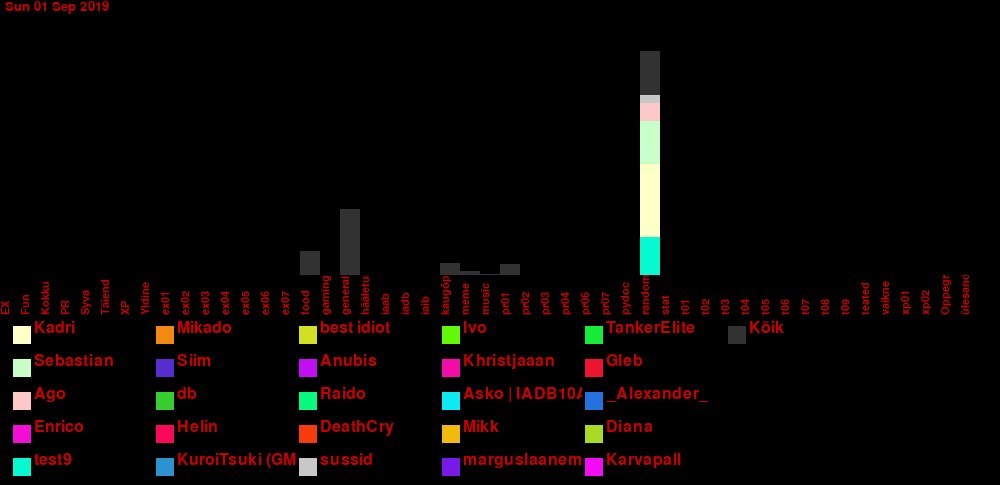 Sun 01 Sep 2019
EX Fun Kokku PR Syva Täiend XP Yldine ex01 ex02 ex03 ex04 ex05 ex06 ex07 food gaming general hääletu iaab iadb iaib kaugõp meme music pr01 pr02 pr03 pr04 pr06 pr07 pydoc random stat t01 t02 t03 t04 t05 t06 t07 t08 t09 teated vaikne xp01 xp02 Õppegr ülesand
Kadri Mikado best idiot Ivo TankerElite Kõik
Sebastian Siim Anubis Khristjaaan Gleb
Ago db Raido Asko | IADB10A _Alexander_
Enrico Helin DeathCry Mikk Diana
test9 KuroiTsuki (GM sussid marguslaanem Karvapall